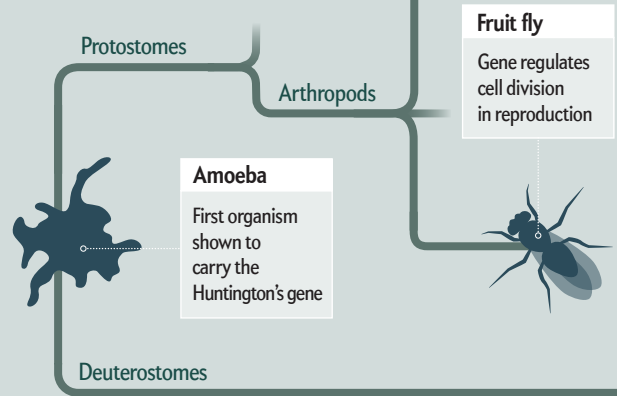 Protostomes
Arthropods
Fruit fly
Gene regulates
cell division
in reproduction
Amoeba
First organism
shown to
carry the
Huntington’s gene
Deuterostomes